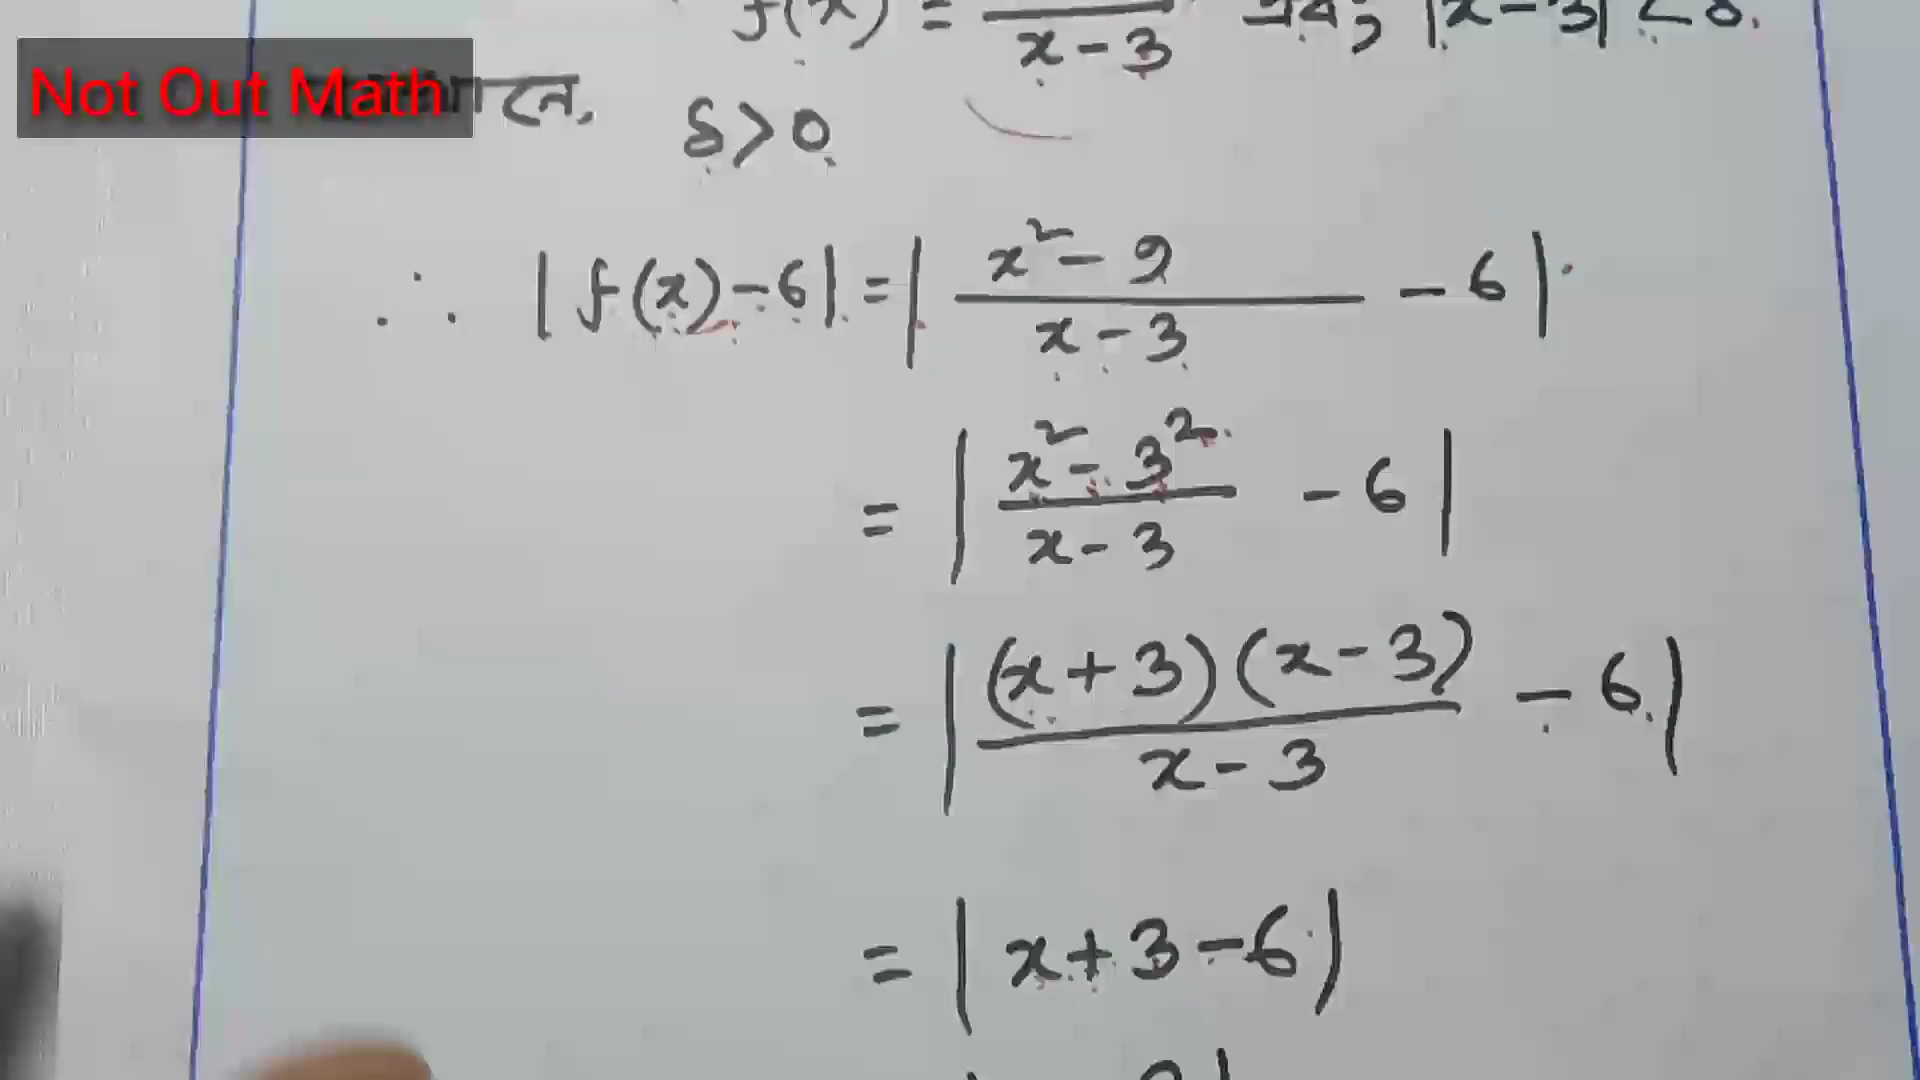 f(x) = ── / (x - 3) এবং, |x - 3| < δ.
Not Out Math
δ > 0
∴ |f(x) - 6| = | (x² - 9) / (x - 3) - 6 |
= | (x² - 3²) / (x - 3) - 6 |
= | (x + 3)(x - 3) / (x - 3) - 6 |
= | x + 3 - 6 |